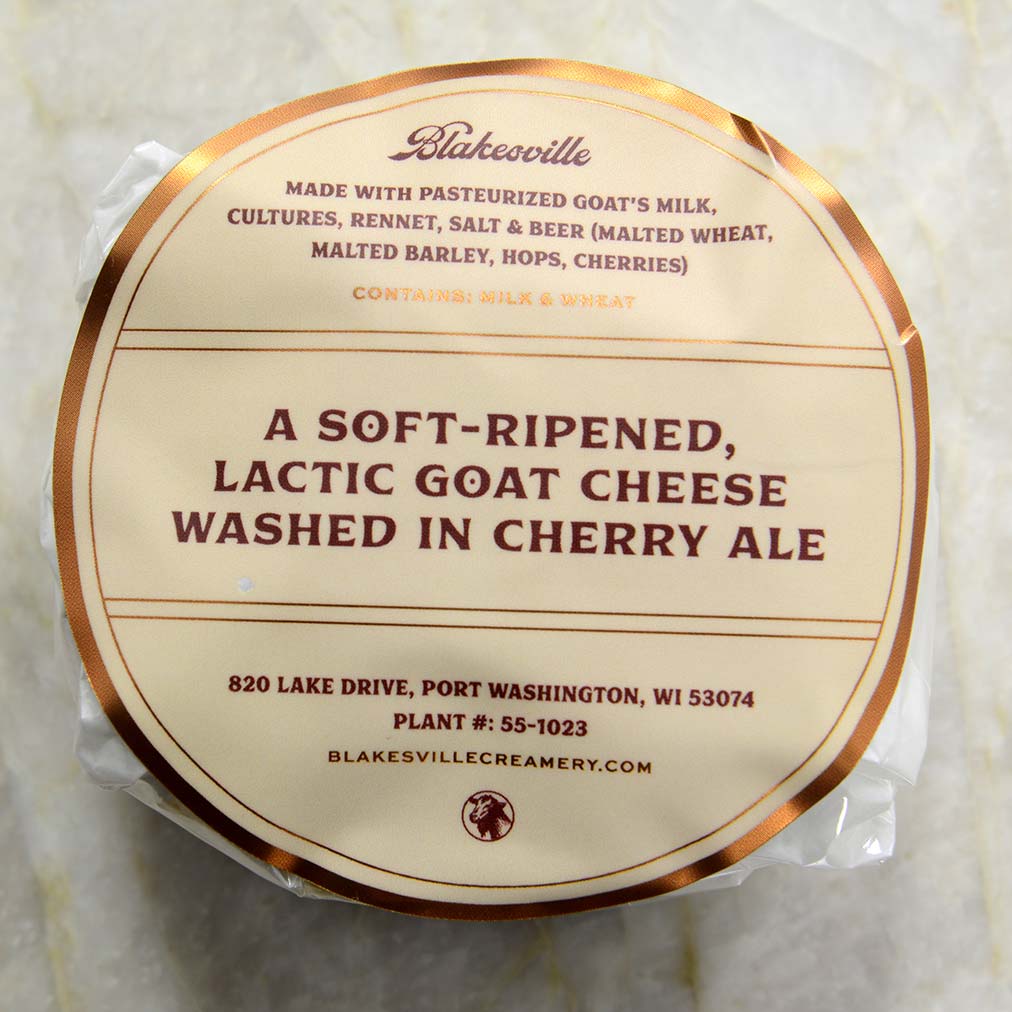 Blakesville
MADE WITH PASTEURIZED GOAT'S MILK,
CULTURES, RENNET, SALT & BEER (MALTED WHEAT,
MALTED BARLEY, HOPS, CHERRIES)
CONTAINS: MILK & WHEAT
A SOFT-RIPENED,
LACTIC GOAT CHEESE
WASHED IN CHERRY ALE
820 LAKE DRIVE, PORT WASHINGTON, WI 53074
PLANT #: 55-1023
BLAKESVILLECREAMERY.COM